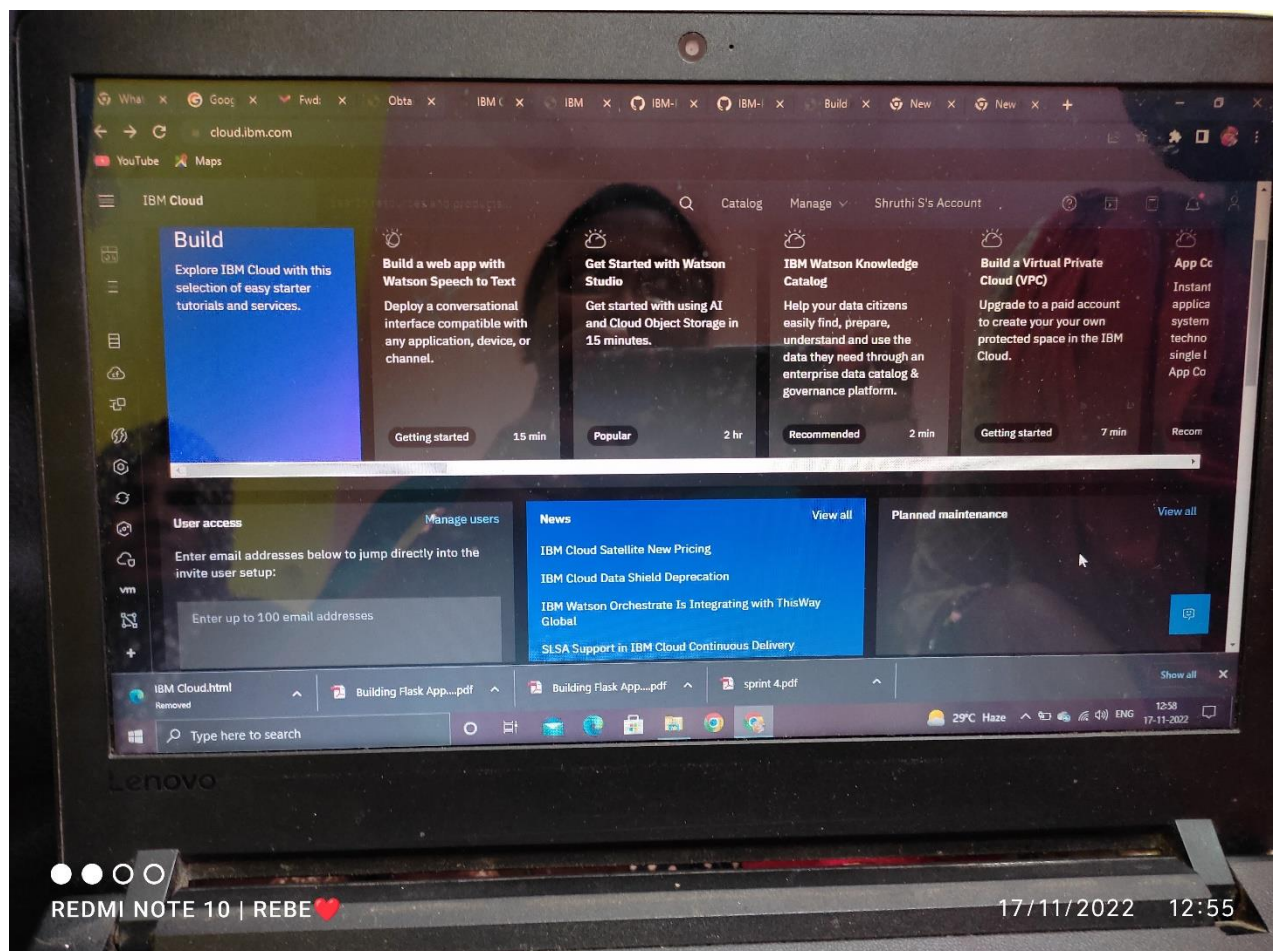 Goog
Fwd:
Obta
IBM
IBM
IBM-
IBM-
Build
New
New
cloud.ibm.com
YouTube
Maps
IBM Cloud
Catalog
Manage
Shruthi S's Account
Build
Explore IBM Cloud with this
selection of easy starter
tutorials and services.
Build a web app with
Watson Speech to Text
Deploy a conversational
interface compatible with
any application, device, or
channel.
Getting started
15 min
Get Started with Watson
Studio
Get started with using AI
and Cloud Object Storage in
15 minutes.
Popular
2 hr
IBM Watson Knowledge
Catalog
Help your data citizens
easily find, prepare,
understand and use the
data they need through an
enterprise data catalog &
governance platform.
Recommended
2 min
Build a Virtual Private
Cloud (VPC)
Upgrade to a paid account
to create your your own
protected space in the IBM
Cloud.
Getting started
7 min
App Co
Instant
applica
system
techno
single l
App Co
Recom
User access
Manage users
Enter email addresses below to jump directly into the
invite user setup:
Enter up to 100 email addresses
News
View all
IBM Cloud Satellite New Pricing
IBM Cloud Data Shield Deprecation
IBM Watson Orchestrate Is Integrating with ThisWay
Global
SLSA Support in IBM Cloud Continuous Delivery
Planned maintenance
View all
vm
IBM Cloud.html
Removed
Building Flask App....pdf
Building Flask App....pdf
sprint 4.pdf
Show all
Type here to search
29°C Haze
ENG
12:58
17-11-2022
Lenovo
REDMI NOTE 10 | REBE❤️
17/11/2022 12:55